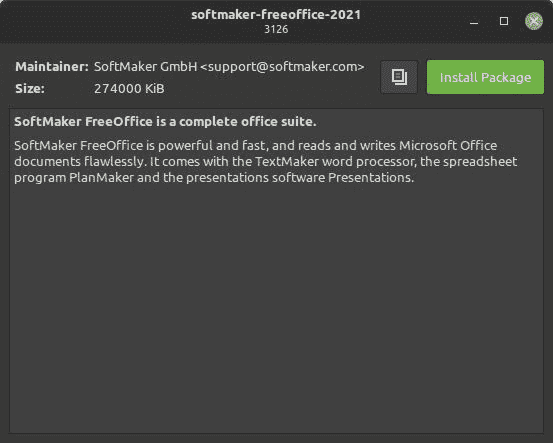 softmaker-freeoffice-2021
3126
Maintainer: SoftMaker GmbH <support@softmaker.com>
Size: 274000 KiB
Install Package
SoftMaker FreeOffice is a complete office suite.
SoftMaker FreeOffice is powerful and fast, and reads and writes Microsoft Office
documents flawlessly. It comes with the TextMaker word processor, the spreadsheet
program PlanMaker and the presentations software Presentations.